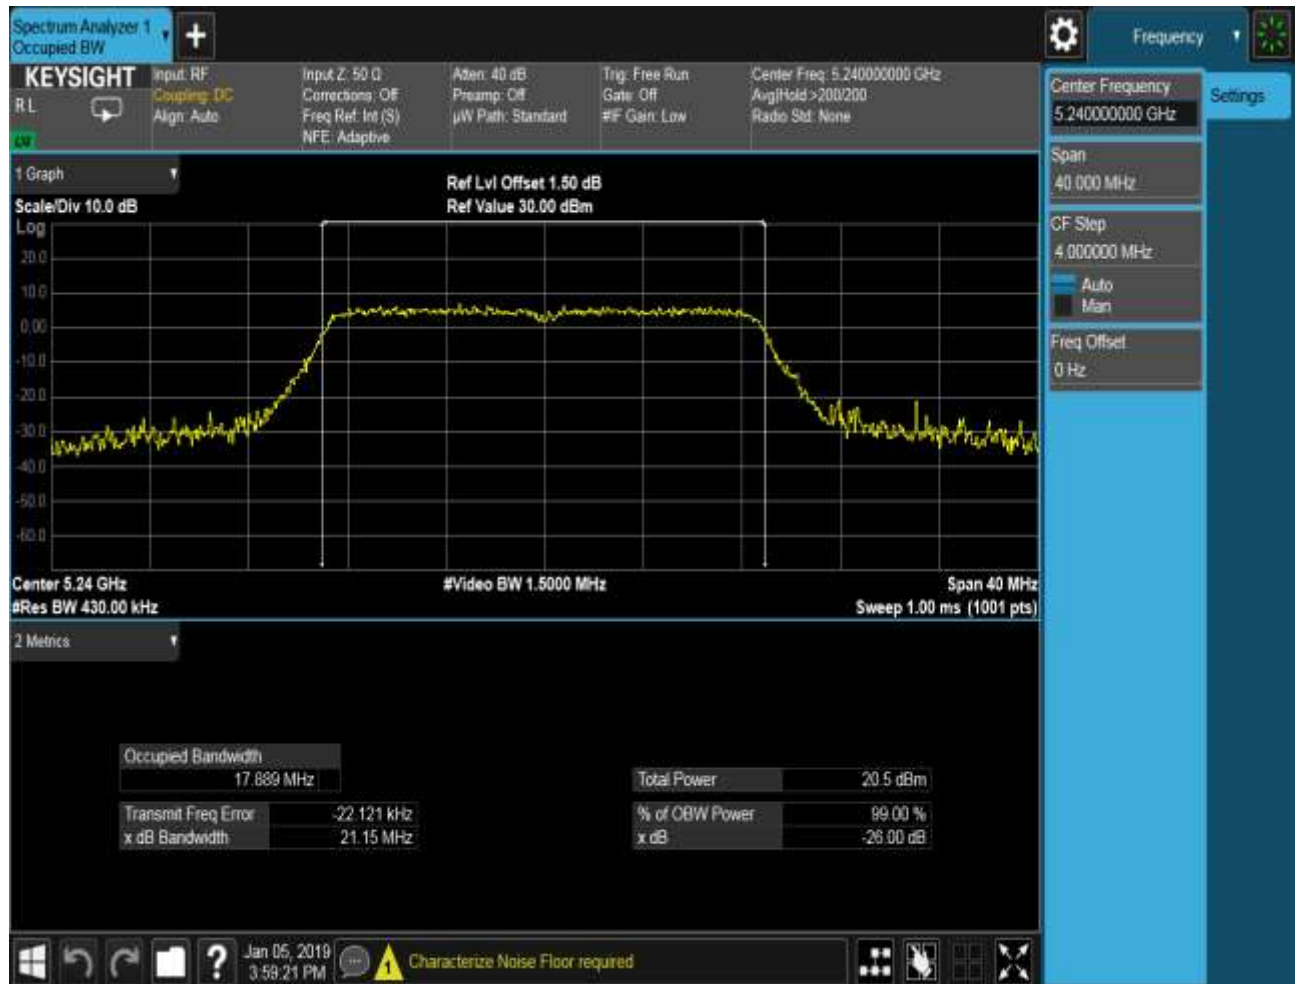 Spectrum Analyzer 1
Occupied BW
Frequency
KEYSIGHT
R L
Input: RF
Coupling: DC
Align: Auto
Input Z: 50 Ω
Corrections: Off
Freq Ref: Int (S)
NFE: Adaptive
Atten: 40 dB
Preamp: Off
µW Path: Standard
Trig: Free Run
Gate: Off
#IF Gain: Low
Center Freq: 5.240000000 GHz
Avg|Hold:>200/200
Radio Std: None
Center Frequency
5.240000000 GHz
Settings
Span
40.000 MHz
CF Step
4.000000 MHz
Auto
Man
Freq Offset
0 Hz
1 Graph
Scale/Div 10.0 dB
Ref Lvl Offset 1.50 dB
Ref Value 30.00 dBm
Log
20.0
10.0
0.00
-10.0
-20.0
-30.0
-40.0
-50.0
-60.0
Center 5.24 GHz
#Video BW 1.5000 MHz
Span 40 MHz
#Res BW 430.00 kHz
Sweep 1.00 ms (1001 pts)
2 Metrics
Occupied Bandwidth
17.889 MHz
Total Power 20.5 dBm
Transmit Freq Error -22.121 kHz
% of OBW Power 99.00 %
x dB Bandwidth 21.15 MHz
x dB -26.00 dB
?
Jan 05, 2019
3:59:21 PM
1
Characterize Noise Floor required